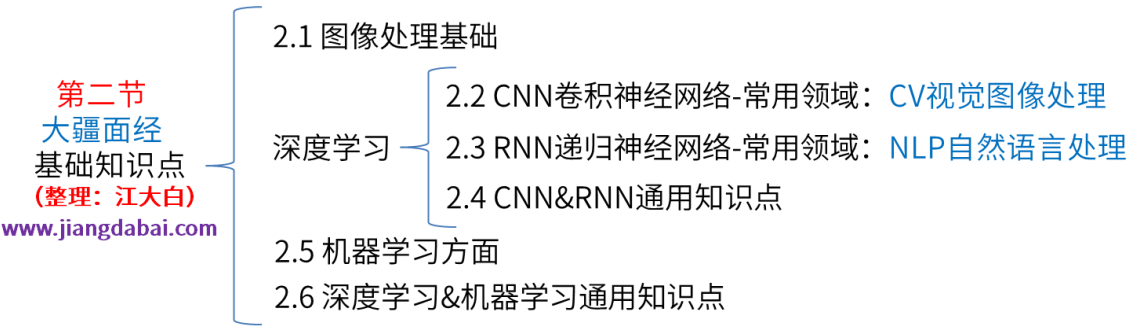 第二节
大疆面经
基础知识点
（整理：江大白）
www.jiangdabai.com
2.1 图像处理基础
深度学习
2.2 CNN卷积神经网络-常用领域：CV视觉图像处理
2.3 RNN递归神经网络-常用领域：NLP自然语言处理
2.4 CNN&RNN通用知识点
2.5 机器学习方面
2.6 深度学习&机器学习通用知识点